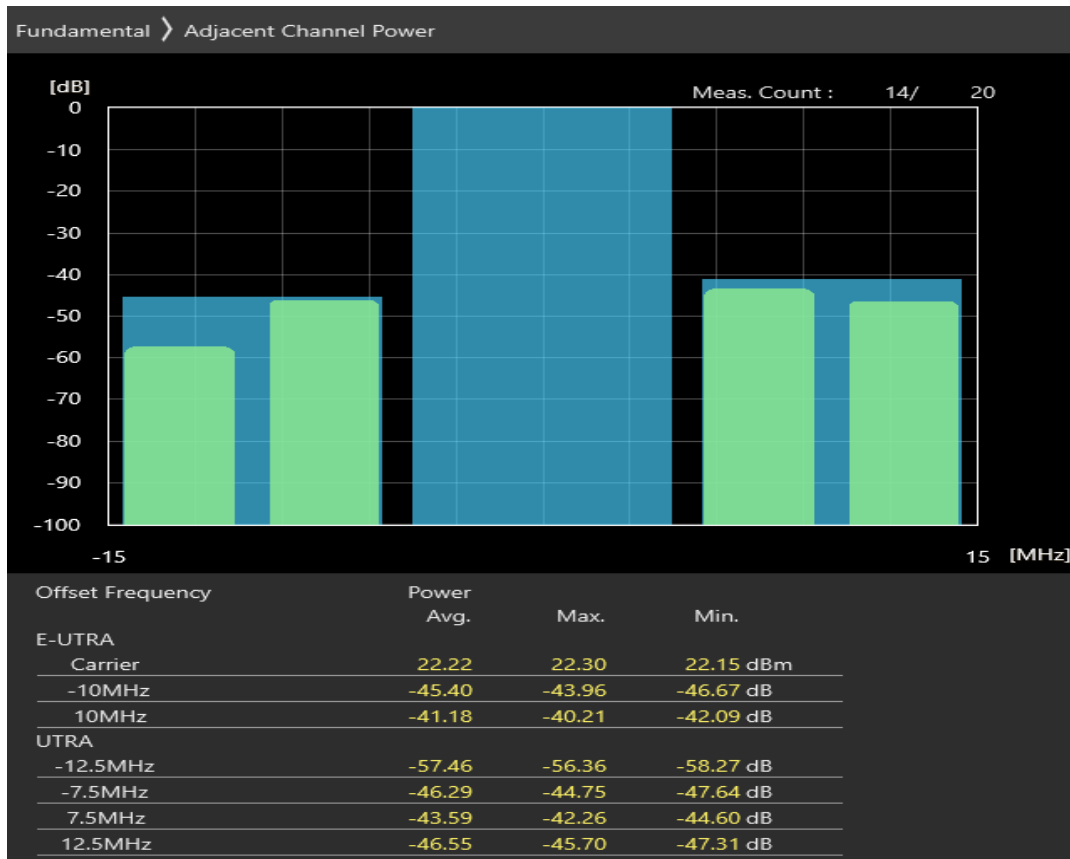 Fundamental 》 Adjacent Channel Power
[dB]
Meas. Count : 14/ 20
0
-10
-20
-30
-40
-50
-60
-70
-80
-90
-100
-15 15 [MHz]
Offset Frequency Power
Avg. Max. Min.
E-UTRA
Carrier 22.22 22.30 22.15 dBm
-10MHz -45.40 -43.96 -46.67 dB
10MHz -41.18 -40.21 -42.09 dB
UTRA
-12.5MHz -57.46 -56.36 -58.27 dB
-7.5MHz -46.29 -44.75 -47.64 dB
7.5MHz -43.59 -42.26 -44.60 dB
12.5MHz -46.55 -45.70 -47.31 dB